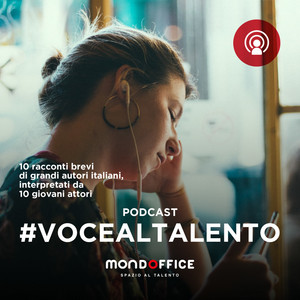 10 racconti brevi
di grandi autori italiani,
interpretati da
10 giovani attori
PODCAST
#VOCEALTALENTO
MONDOFFICE
SPAZIO AL TALENTO